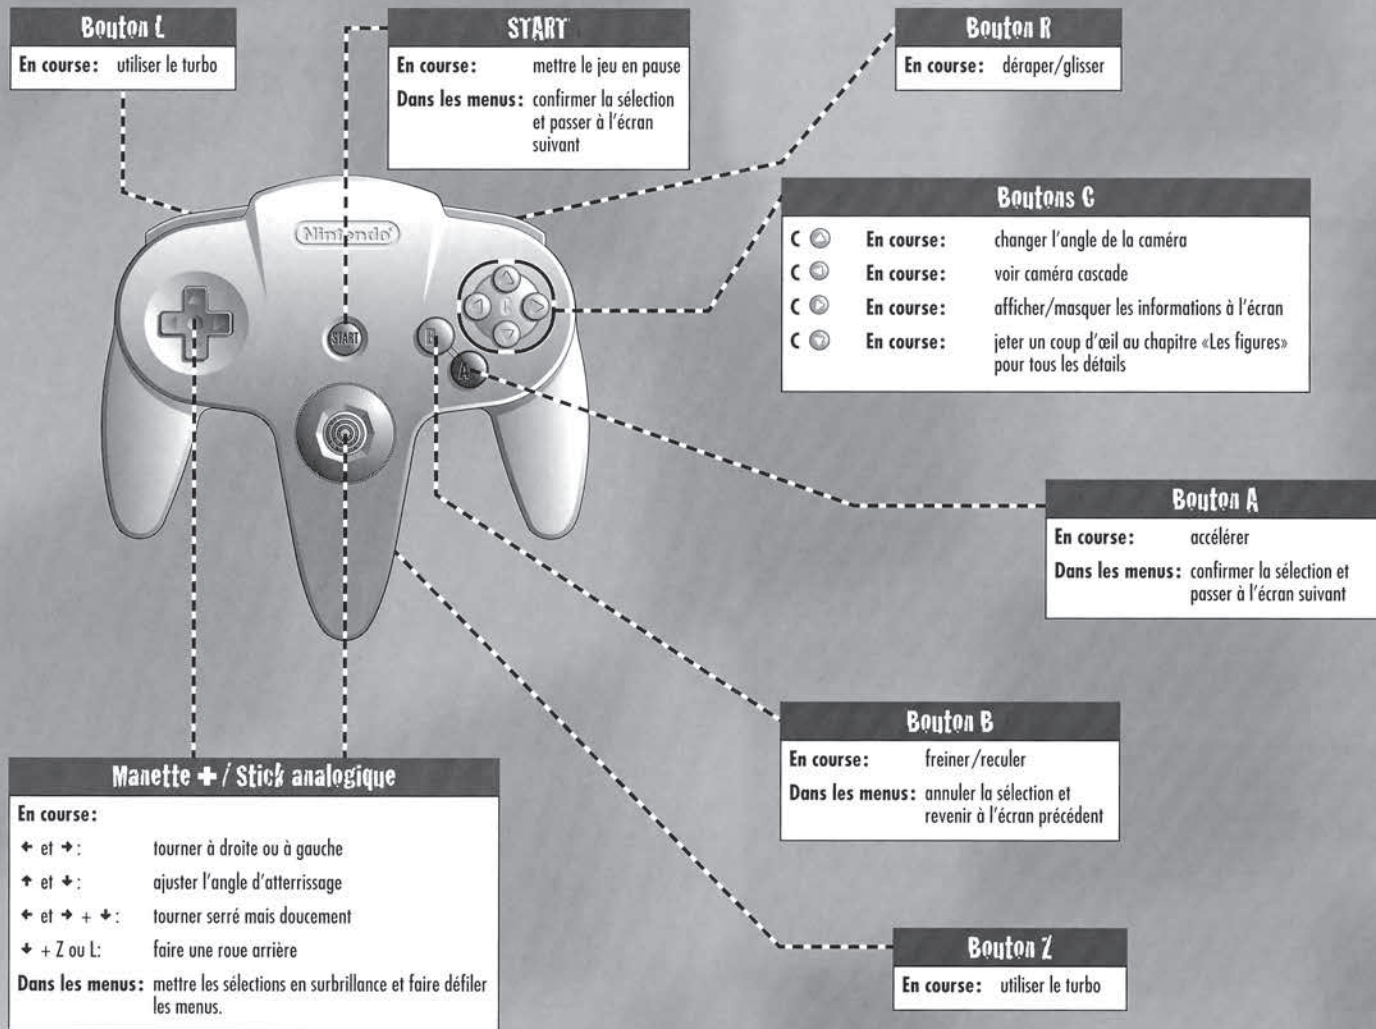 Bouton L
En course: utiliser le turbo
START
En course: mettre le jeu en pause
Dans les menus: confirmer la sélection
et passer à l'écran
suivant
Bouton R
En course: déraper/glisser
Boutons C
C En course: changer l'angle de la caméra
C En course: voir caméra cascade
C En course: afficher/masquer les informations à l'écran
C En course: jeter un coup d'œil au chapitre «Les figures»
pour tous les détails
Nintendo
C
START
B
A
Bouton A
En course: accélérer
Dans les menus: confirmer la sélection et
passer à l'écran suivant
Bouton B
En course: freiner/reculer
Dans les menus: annuler la sélection et
revenir à l'écran précédent
Manette ✚ / Stick analogique
En course:
← et →: tourner à droite ou à gauche
↑ et ↓: ajuster l'angle d'atterrissage
← et → + ↓: tourner serré mais doucement
↓ + Z ou L: faire une roue arrière
Dans les menus: mettre les sélections en surbrillance et faire défiler
les menus.
Bouton Z
En course: utiliser le turbo